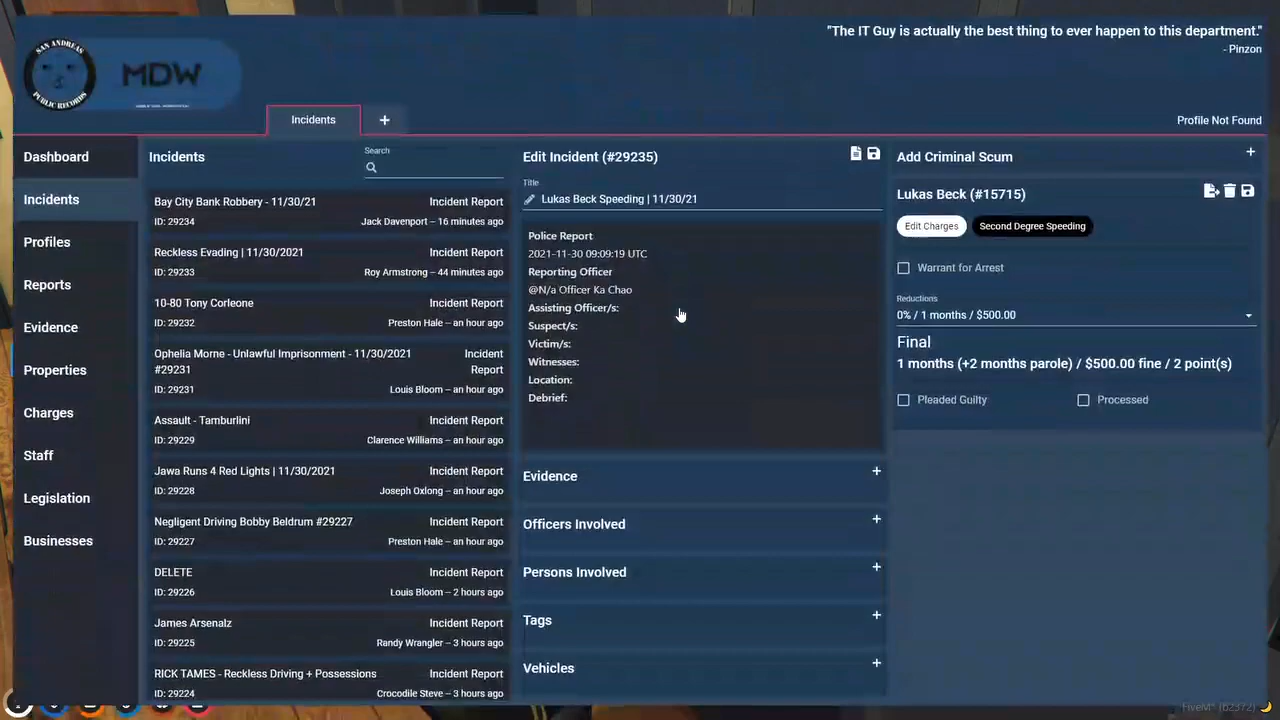 "The IT Guy is actually the best thing to ever happen to this department."
- Pinzon
SAN ANDREAS
PUBLIC RECORDS
MDW
Incidents
+
Profile Not Found
Dashboard
Incidents
Profiles
Reports
Evidence
Properties
Charges
Staff
Legislation
Businesses
Incidents
Search
Bay City Bank Robbery - 11/30/21 Incident Report
ID: 29234 Jack Davenport – 16 minutes ago
Reckless Evading | 11/30/2021 Incident Report
ID: 29233 Roy Armstrong – 44 minutes ago
10-80 Tony Corleone Incident Report
ID: 29232 Preston Hale – an hour ago
Ophelia Morne - Unlawful Imprisonment - 11/30/2021 Incident
#29231 Report
ID: 29231 Louis Bloom – an hour ago
Assault - Tamburlini Incident Report
ID: 29229 Clarence Williams – an hour ago
Jawa Runs 4 Red Lights | 11/30/2021 Incident Report
ID: 29228 Joseph Oxlong – an hour ago
Negligent Driving Bobby Beldrum #29227 Incident Report
ID: 29227 Preston Hale – an hour ago
DELETE Incident Report
ID: 29226 Louis Bloom – 2 hours ago
James Arsenalz Incident Report
ID: 29225 Randy Wrangler – 3 hours ago
RICK TAMES - Reckless Driving + Possessions Incident Report
ID: 29224 Crocodile Steve – 3 hours ago
Edit Incident (#29235)
Title
Lukas Beck Speeding | 11/30/21
Police Report
2021-11-30 09:09:19 UTC
Reporting Officer
@N/a Officer Ka Chao
Assisting Officer/s:
Suspect/s:
Victim/s:
Witnesses:
Location:
Debrief:
Evidence +
Officers Involved +
Persons Involved +
Tags +
Vehicles +
Add Criminal Scum +
Lukas Beck (#15715)
Edit Charges Second Degree Speeding
Warrant for Arrest
Reductions
0% / 1 months / $500.00
Final
1 months (+2 months parole) / $500.00 fine / 2 point(s)
Pleaded Guilty Processed
FiveM* (b2372)